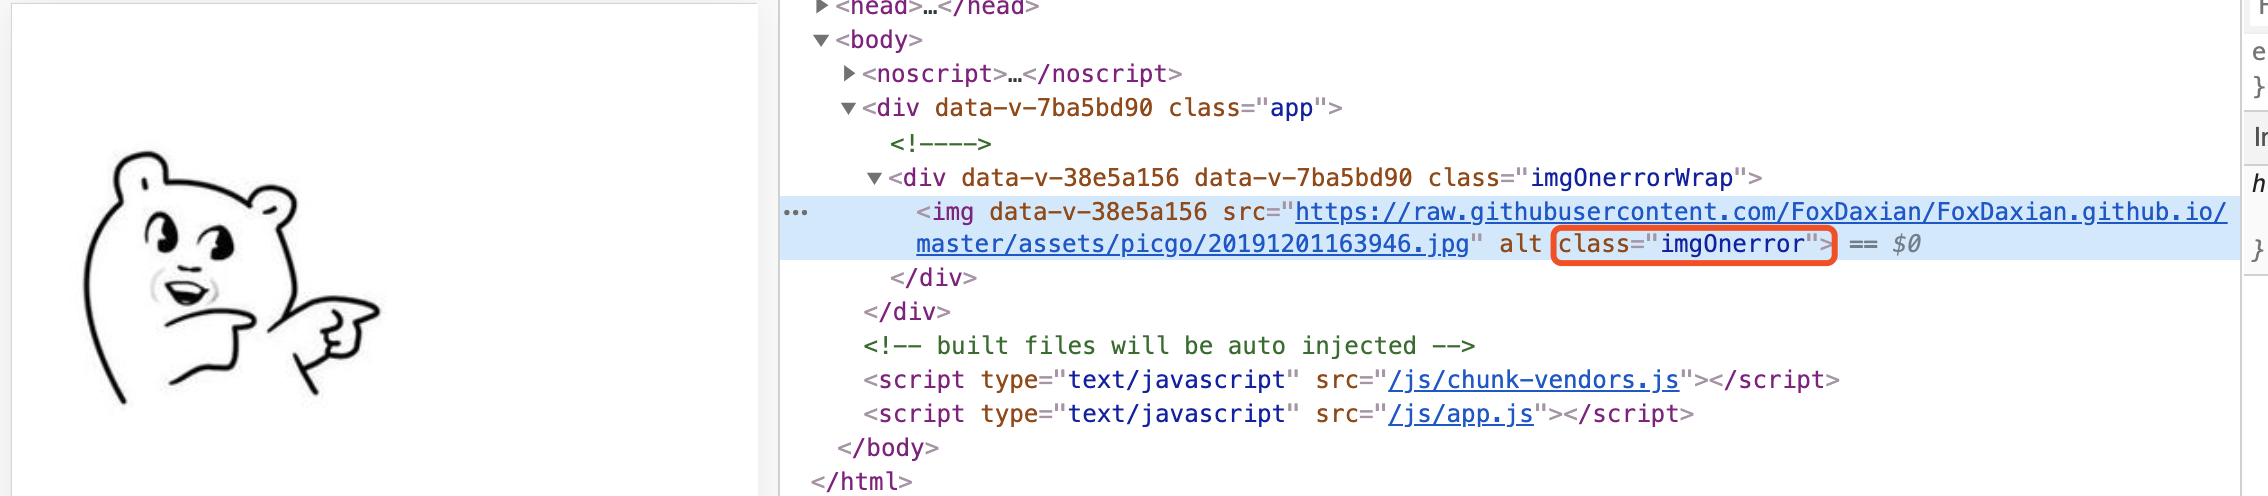 ▶<head>…</head>
▼<body>
▶<noscript>…</noscript>
▼<div data-v-7ba5bd90 class="app">
<!---->
▼<div data-v-38e5a156 data-v-7ba5bd90 class="imgOnerrorWrap">
••• <img data-v-38e5a156 src="https://raw.githubusercontent.com/FoxDaxian/FoxDaxian.github.io/
master/assets/picgo/20191201163946.jpg" alt class="imgOnerror"> == $0
</div>
</div>
<!-- built files will be auto injected -->
<script type="text/javascript" src="/js/chunk-vendors.js"></script>
<script type="text/javascript" src="/js/app.js"></script>
</body>
</html>
e
}
h
}